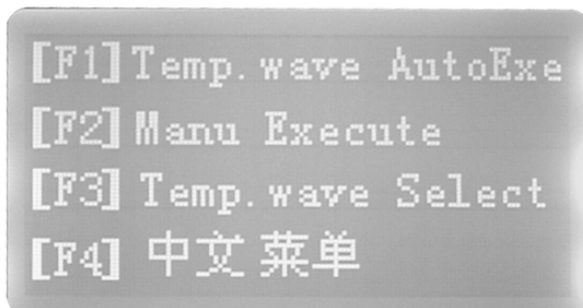 [F1] Temp. wave AutoExe
[F2] Manu Execute
[F3] Temp. wave Select
[F4] 中文菜单